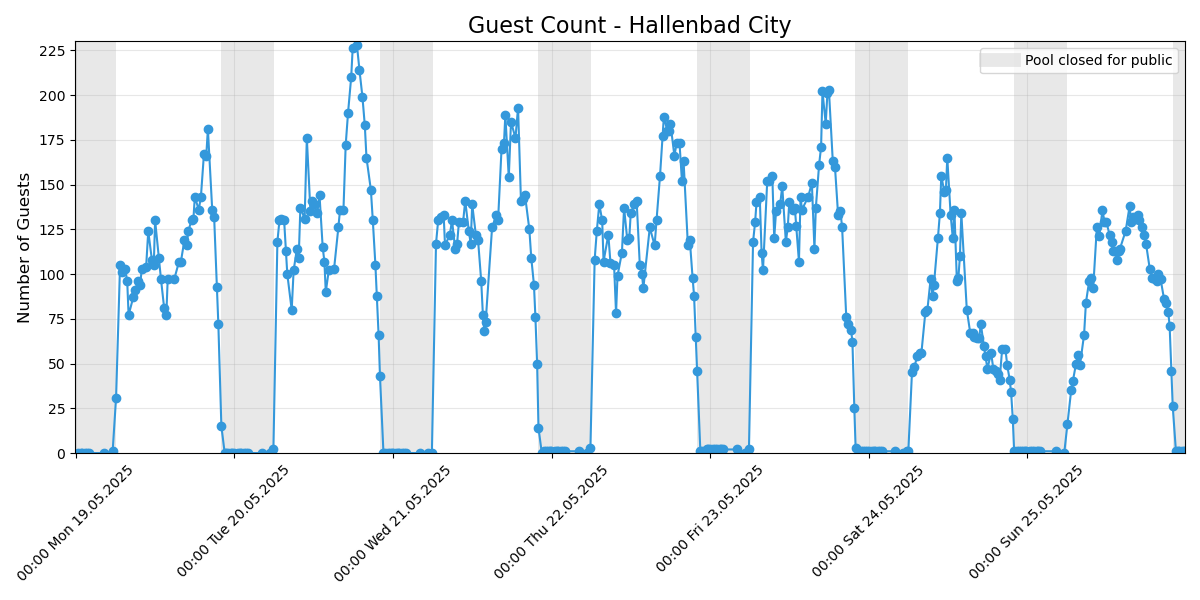 Guest Count - Hallenbad City
Pool closed for public
Number of Guests
225
200
175
150
125
100
75
50
25
0
00:00 Mon 19.05.2025
00:00 Tue 20.05.2025
00:00 Wed 21.05.2025
00:00 Thu 22.05.2025
00:00 Fri 23.05.2025
00:00 Sat 24.05.2025
00:00 Sun 25.05.2025